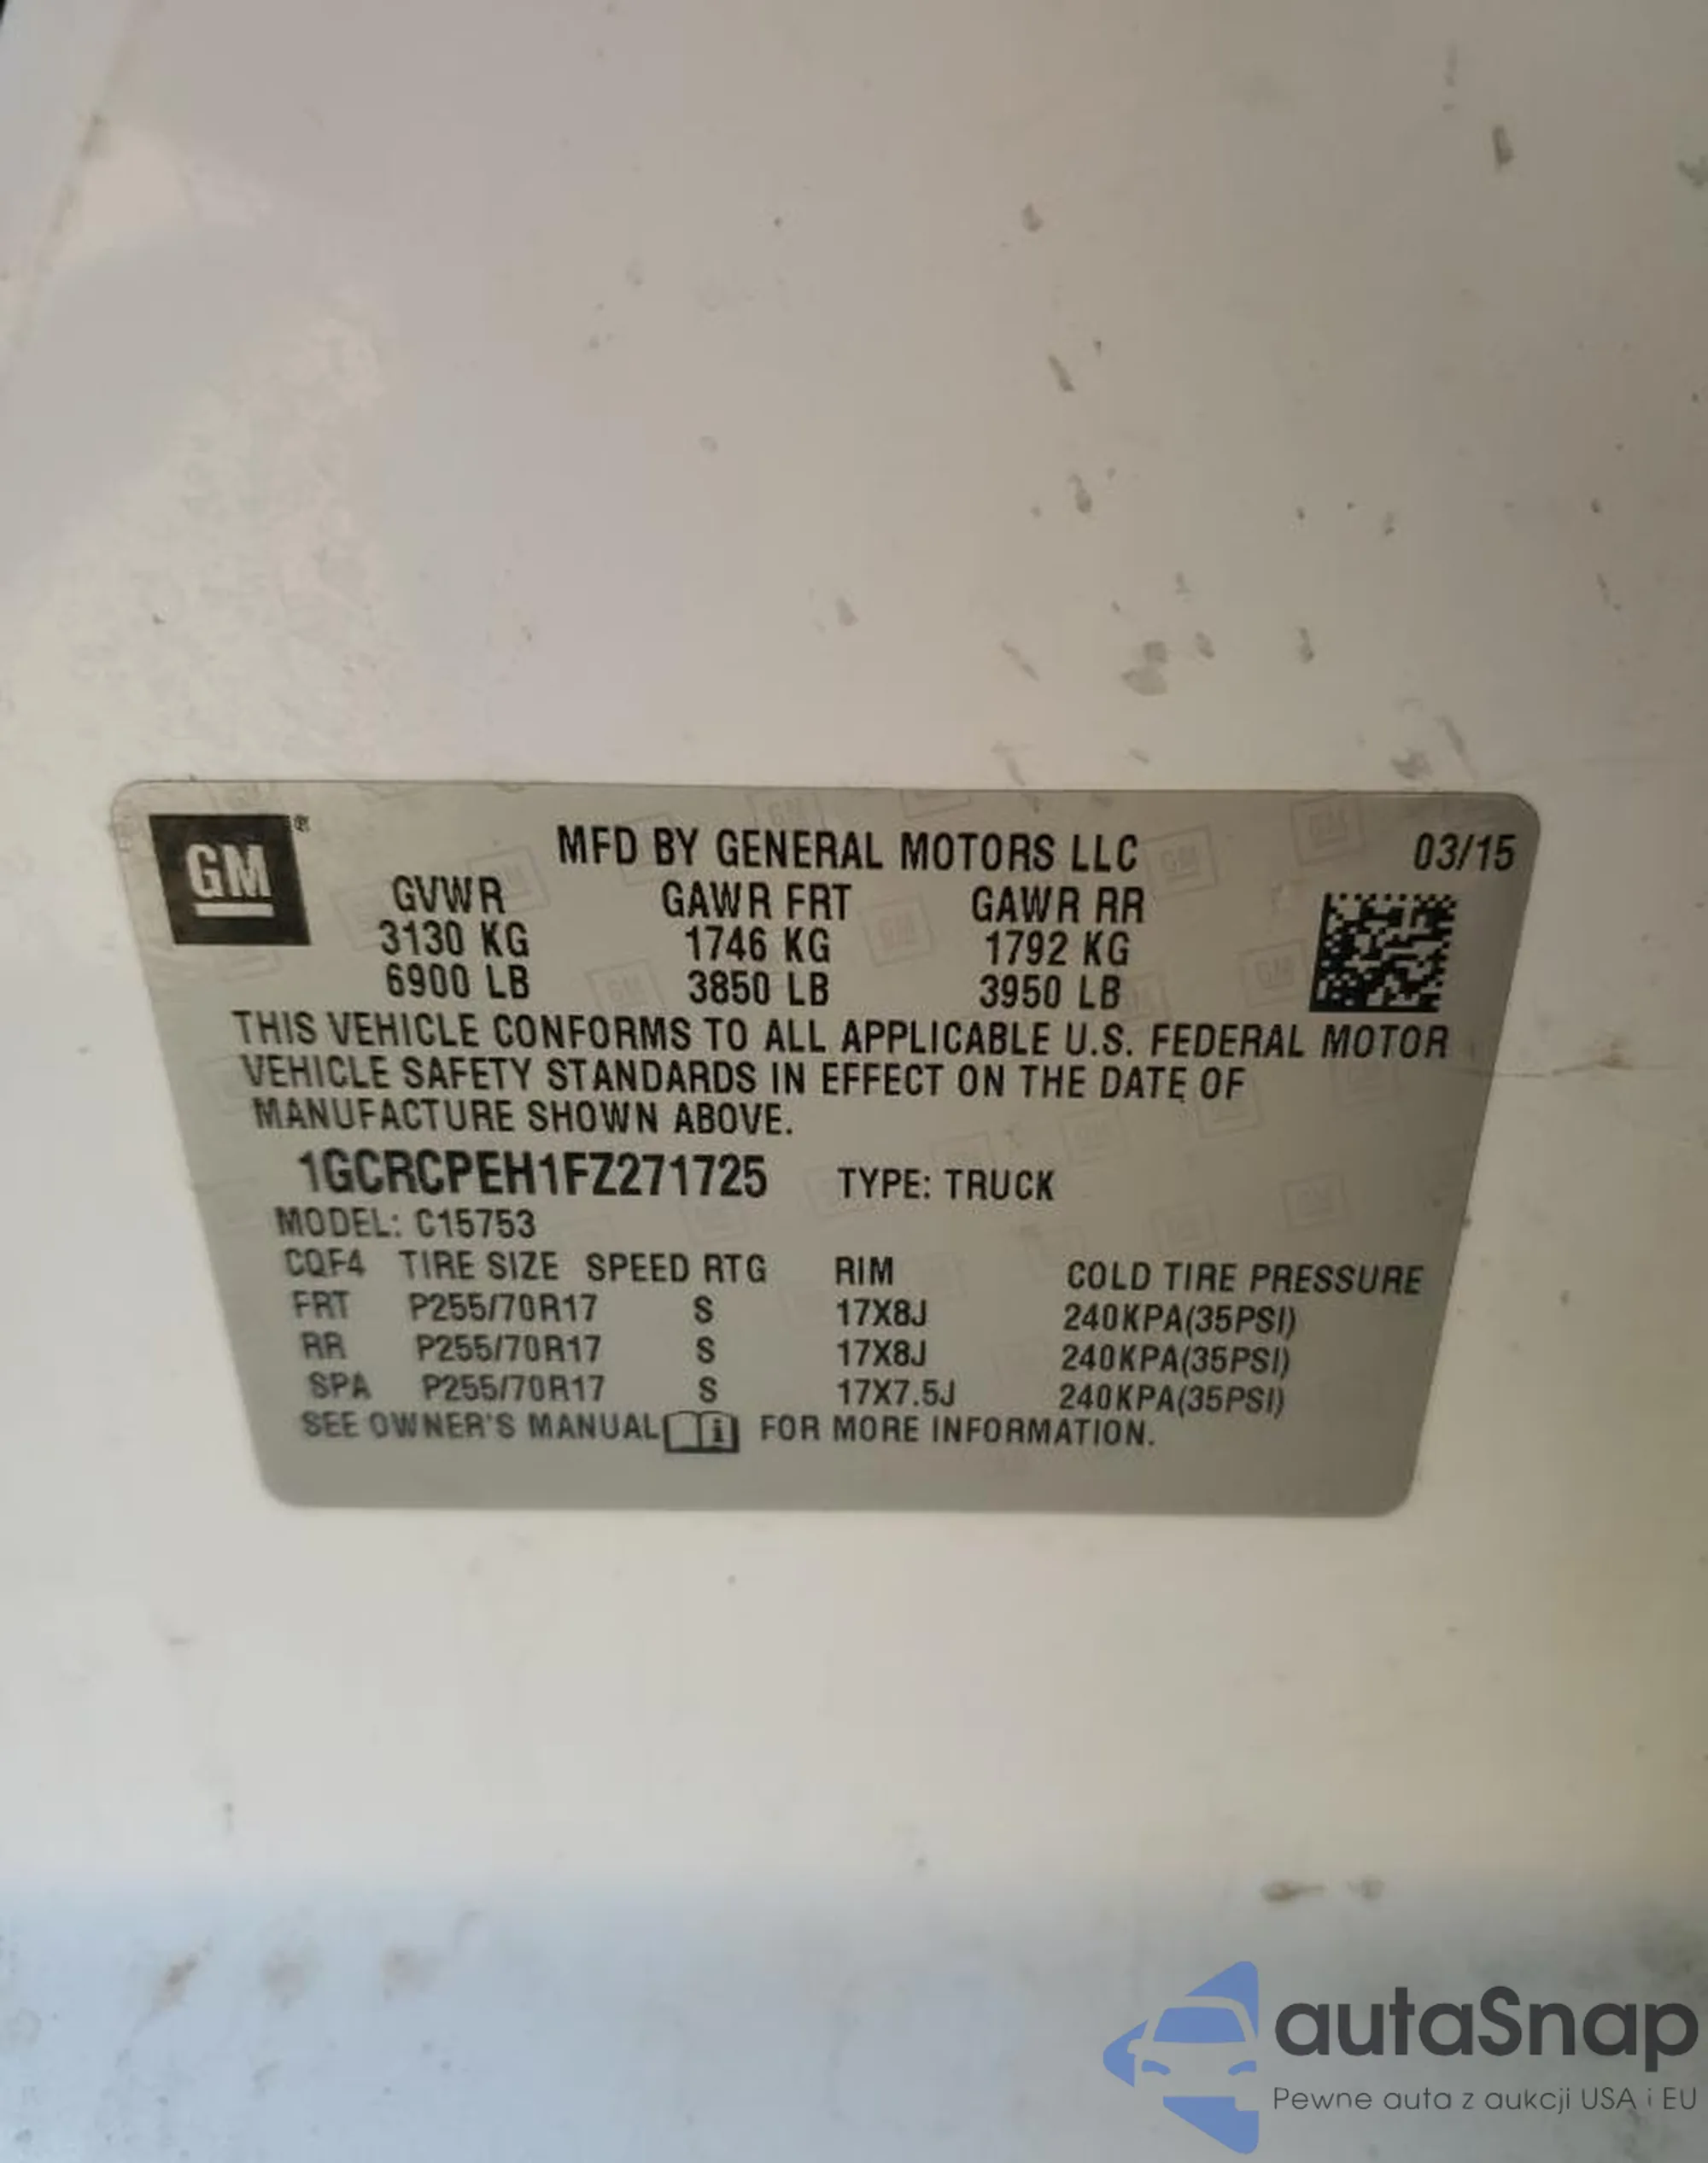 GM ®
MFD BY GENERAL MOTORS LLC 03/15
GVWR GAWR FRT GAWR RR
3130 KG 1746 KG 1792 KG
6900 LB 3850 LB 3950 LB
THIS VEHICLE CONFORMS TO ALL APPLICABLE U.S. FEDERAL MOTOR
VEHICLE SAFETY STANDARDS IN EFFECT ON THE DATE OF
MANUFACTURE SHOWN ABOVE.
1GCRCPEH1FZ271725 TYPE: TRUCK
MODEL: C15753
CQF4 TIRE SIZE SPEED RTG RIM COLD TIRE PRESSURE
FRT P255/70R17 S 17X8J 240KPA(35PSI)
RR P255/70R17 S 17X8J 240KPA(35PSI)
SPA P255/70R17 S 17X7.5J 240KPA(35PSI)
SEE OWNER'S MANUAL i FOR MORE INFORMATION.
autaSnap
Pewne auta z aukcji USA i EU